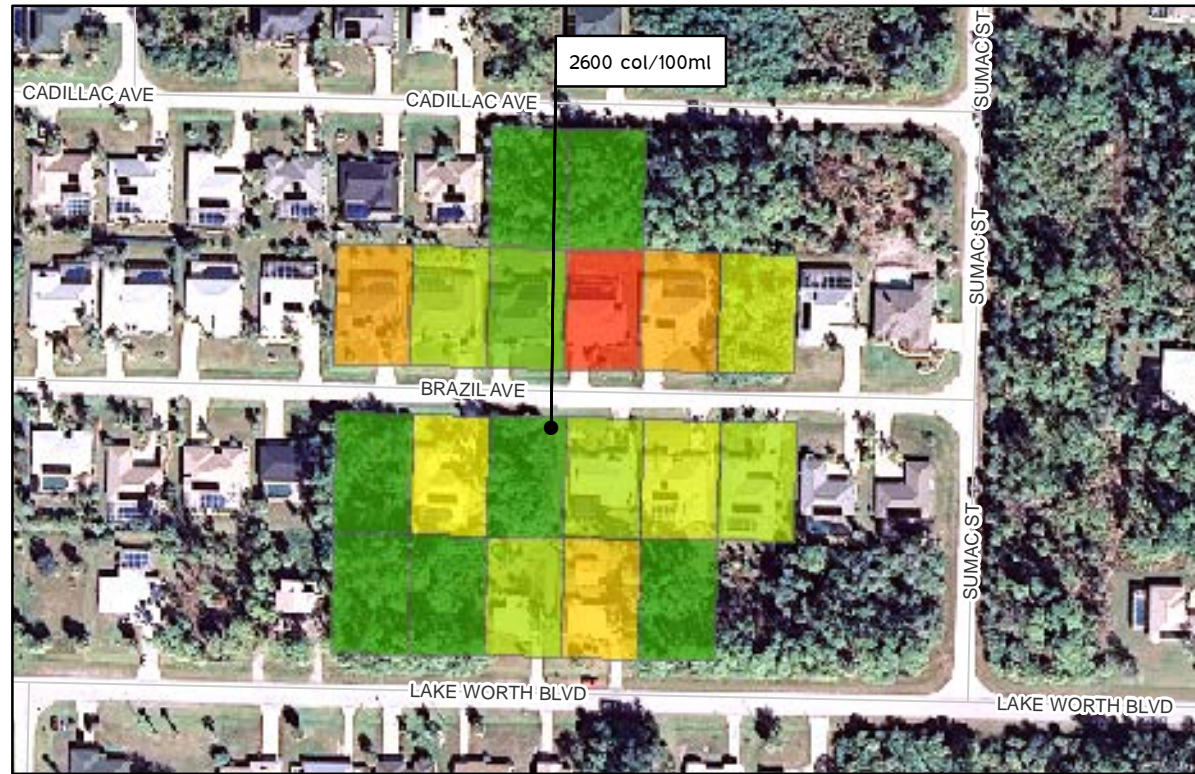 2600 col/100ml
CADILLAC AVE
CADILLAC AVE
SUMAC ST
SUMAC ST
BRAZIL AVE
SUMAC ST
LAKE WORTH BLVD
LAKE WORTH BLVD